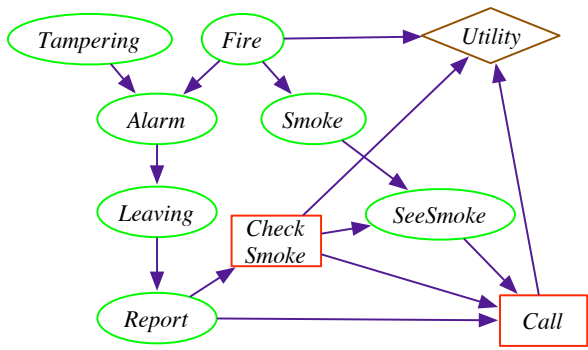 Tampering
Fire
Utility
Alarm
Smoke
Leaving
Check
Smoke
SeeSmoke
Report
Call